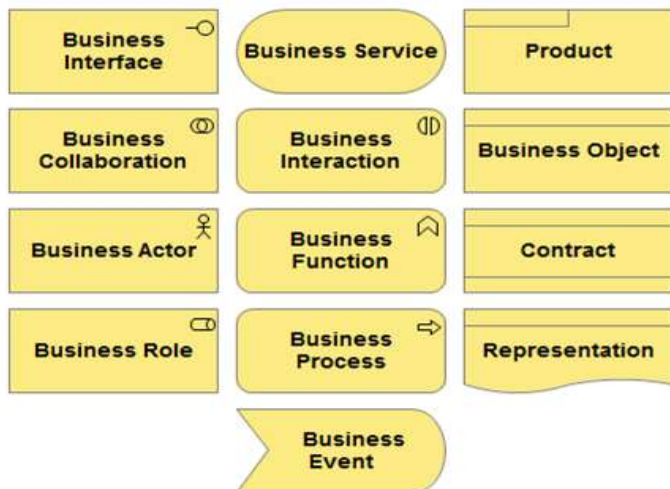 Business
Interface
Business Service
Product
Business
Collaboration
Business
Interaction
Business Object
Business Actor
Business
Function
Contract
Business Role
Business
Process
Representation
Business
Event